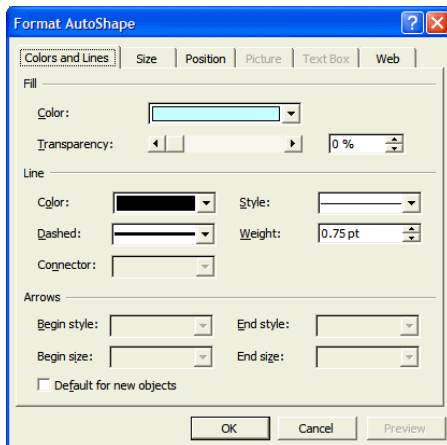 Format AutoShape
Colors and Lines Size Position Picture Text Box Web
Fill
Color:
Transparency: 0 %
Line
Color: Style:
Dashed: Weight: 0.75 pt
Connector:
Arrows
Begin style: End style:
Begin size: End size:
Default for new objects
OK Cancel Preview